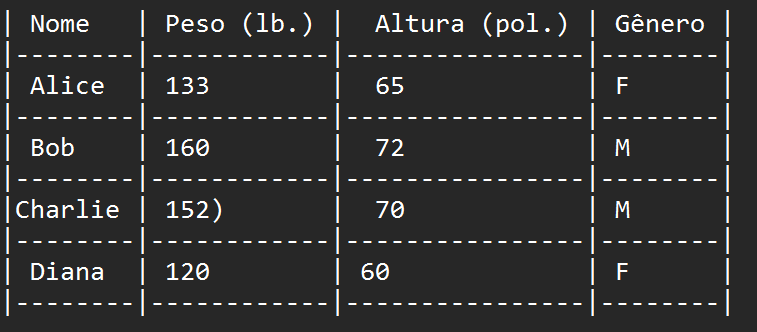 | Nome   | Peso (lb.) |  Altura (pol.) | Gênero |
|--------|------------|----------------|--------|
| Alice  | 133        |  65            | F      |
|--------|------------|----------------|--------|
| Bob    | 160        |  72            | M      |
|--------|------------|----------------|--------|
|Charlie | 152)       |  70            | M      |
|--------|------------|----------------|--------|
| Diana  | 120        | 60             | F      |
|--------|------------|----------------|--------|